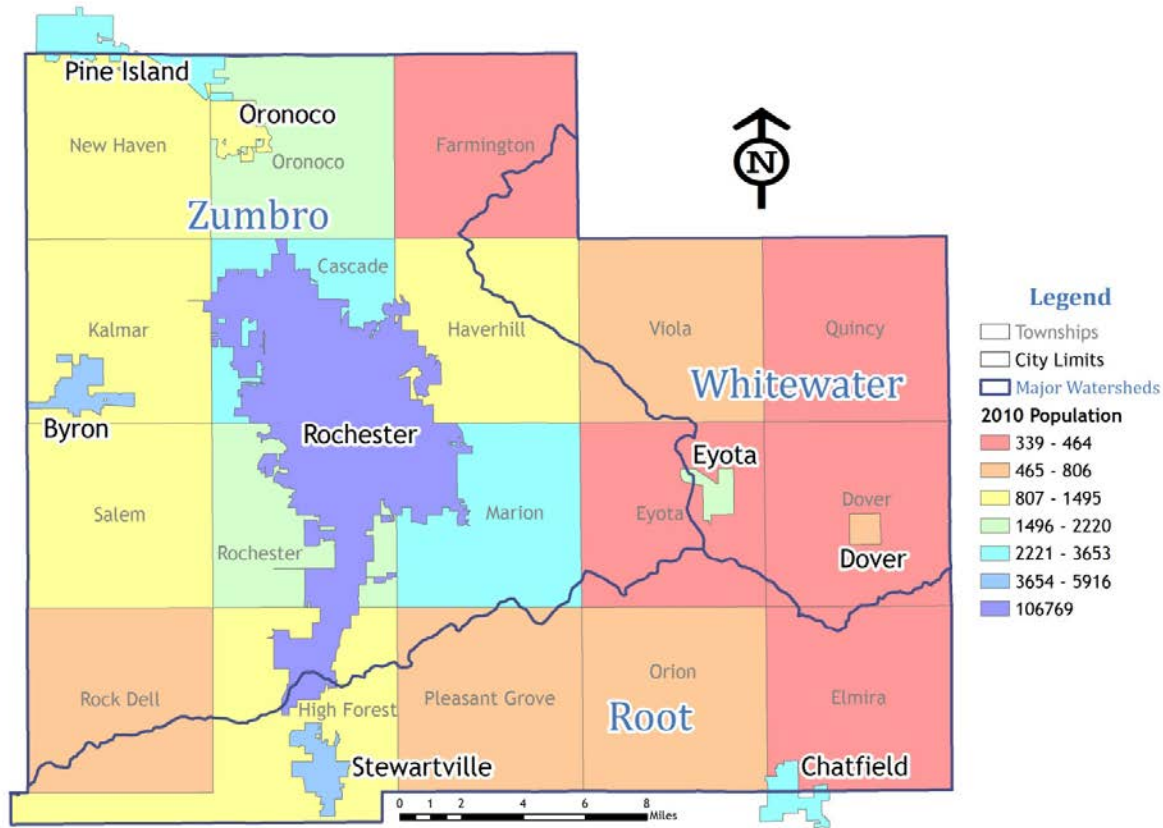 Pine Island
Oronoco
New Haven
Oronoco
Farmington
N
Zumbro
Cascade
Kalmar
Haverhill
Viola
Quincy
Whitewater
Byron
Rochester
Eyota
Salem
Marion
Eyota
Dover
Rochester
Dover
Rock Dell
High Forest
Pleasant Grove
Orion
Elmira
Root
Stewartville
Chatfield
0 1 2 4 6 8
Miles
Legend
Townships
City Limits
Major Watersheds
2010 Population
339 - 464
465 - 806
807 - 1495
1496 - 2220
2221 - 3653
3654 - 5916
106769